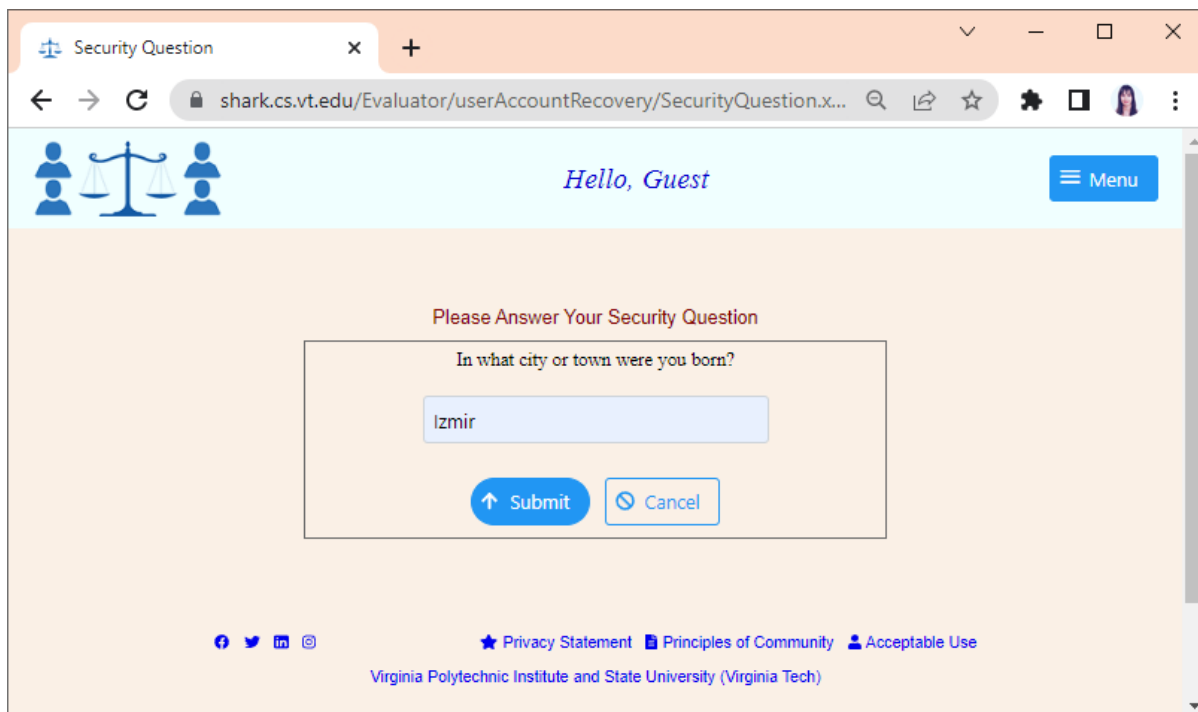 Security Question
shark.cs.vt.edu/Evaluator/userAccountRecovery/SecurityQuestion.x...
Hello, Guest
Menu
Please Answer Your Security Question
In what city or town were you born?
Izmir
Submit Cancel
Privacy Statement Principles of Community Acceptable Use
Virginia Polytechnic Institute and State University (Virginia Tech)